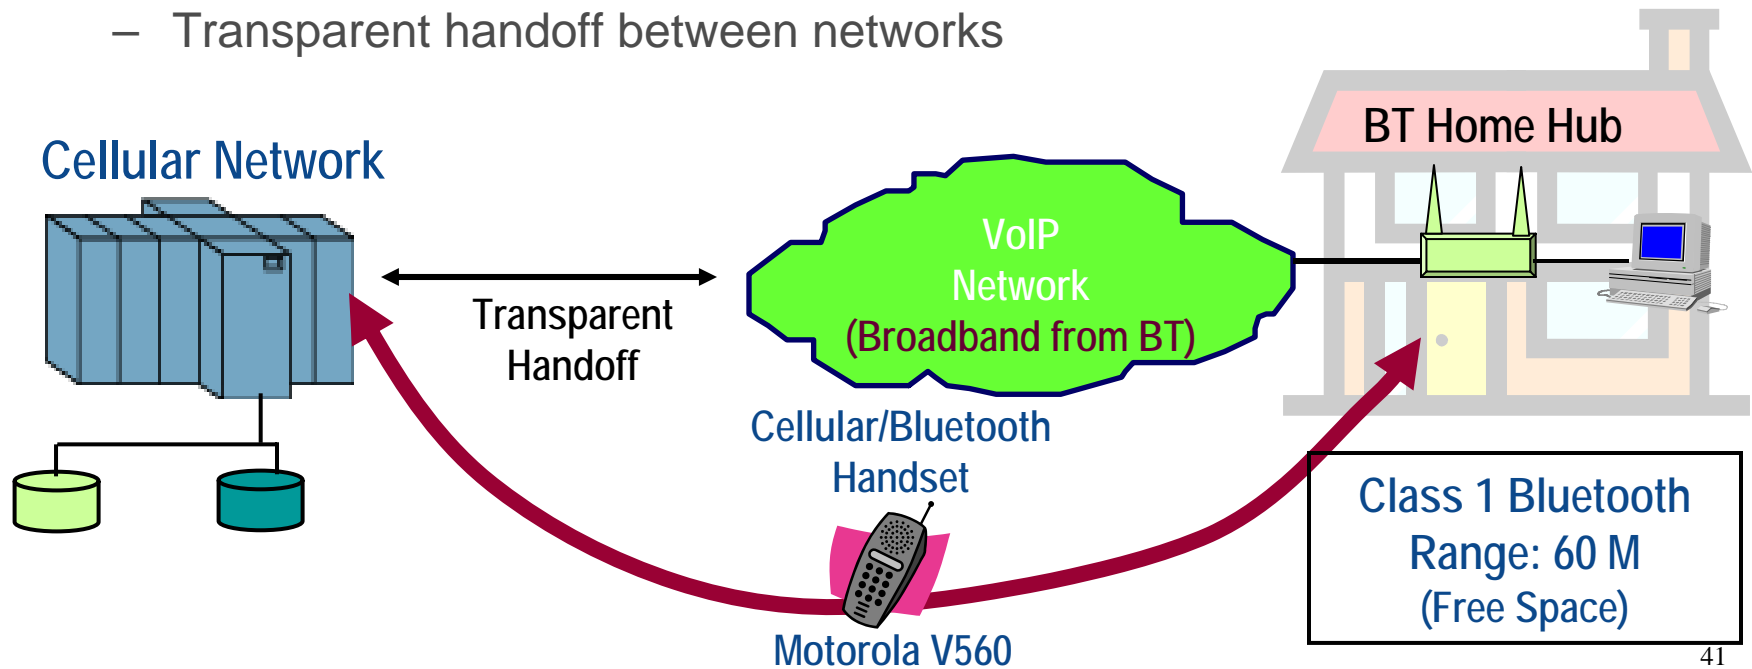 – Transparent handoff between networks
BT Home Hub
Cellular Network
VoIP
Network
(Broadband from BT)
Transparent
Handoff
Cellular/Bluetooth
Handset
Class 1 Bluetooth
Range: 60 M
(Free Space)
Motorola V560
41